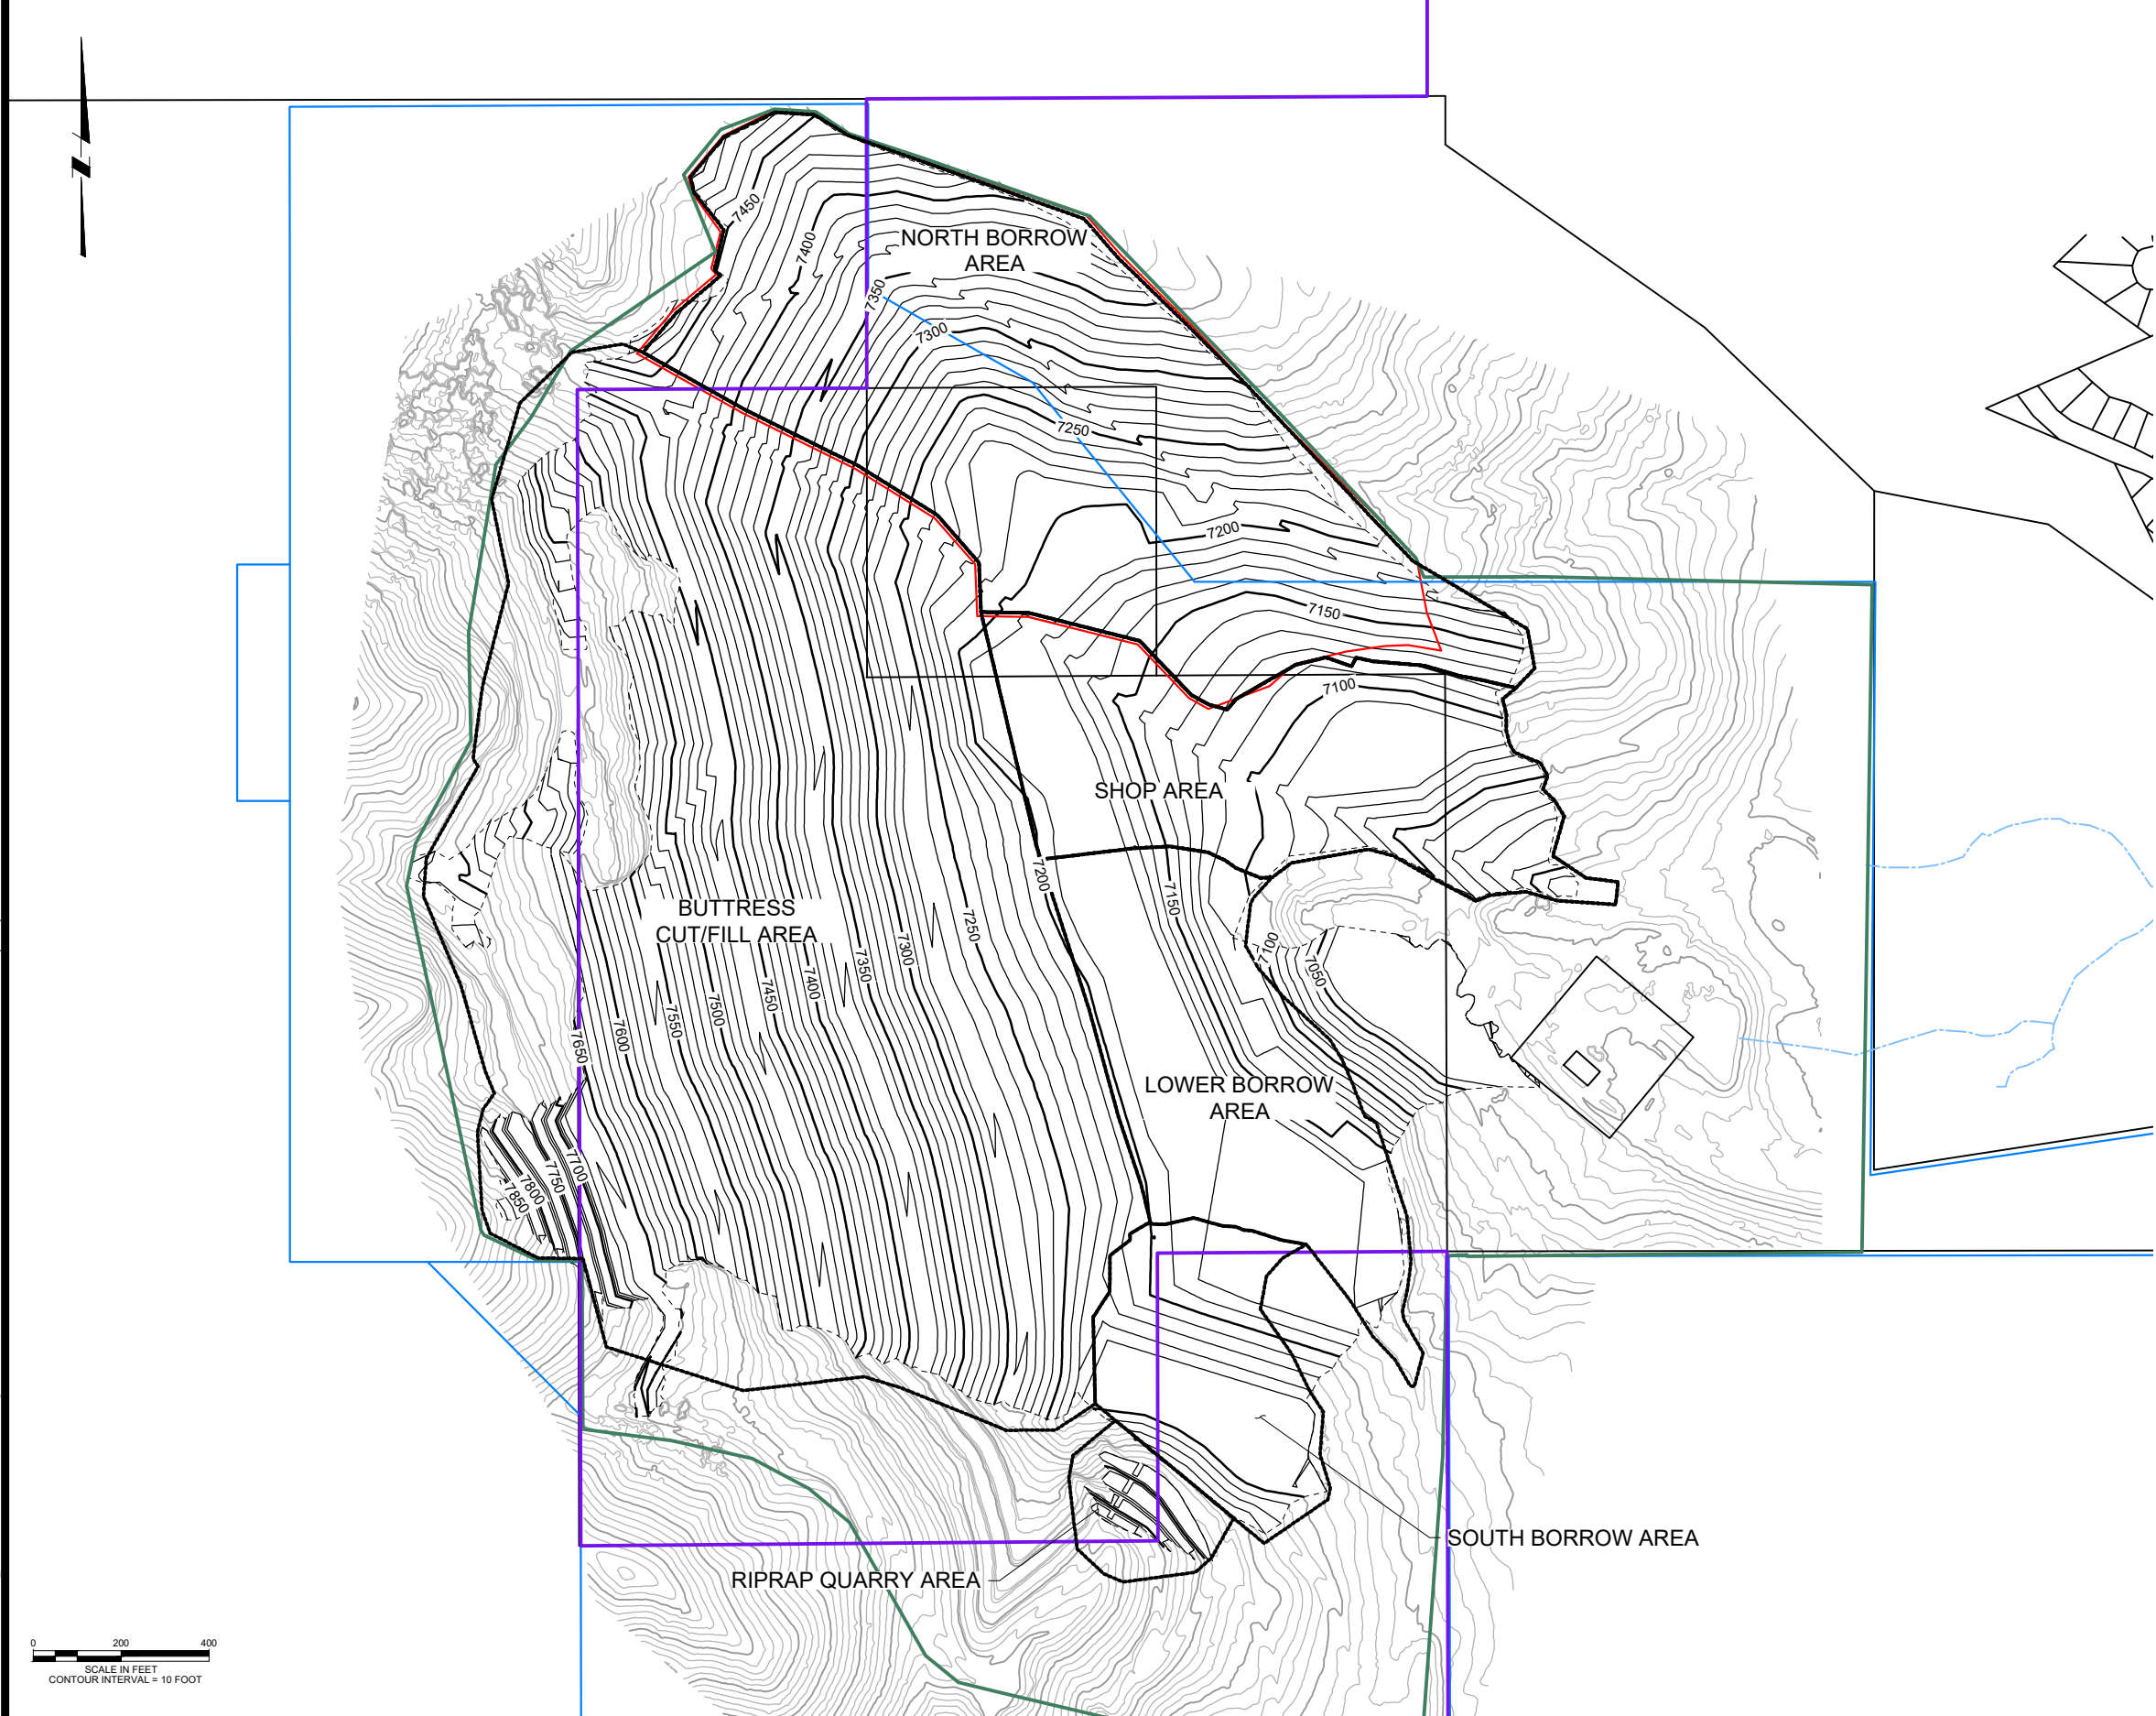 7450
7400
NORTH BORROW
AREA
7350
7300
7250
7200
7150
7100
SHOP AREA
7200
7150
BUTTRESS
CUT/FILL AREA
7250
7300
7350
7400
7450
7500
7550
7600
7650
7100
7050
LOWER BORROW
AREA
7700
7750
7800
7850
SOUTH BORROW AREA
RIPRAP QUARRY AREA
0 200 400
SCALE IN FEET
CONTOUR INTERVAL = 10 FOOT